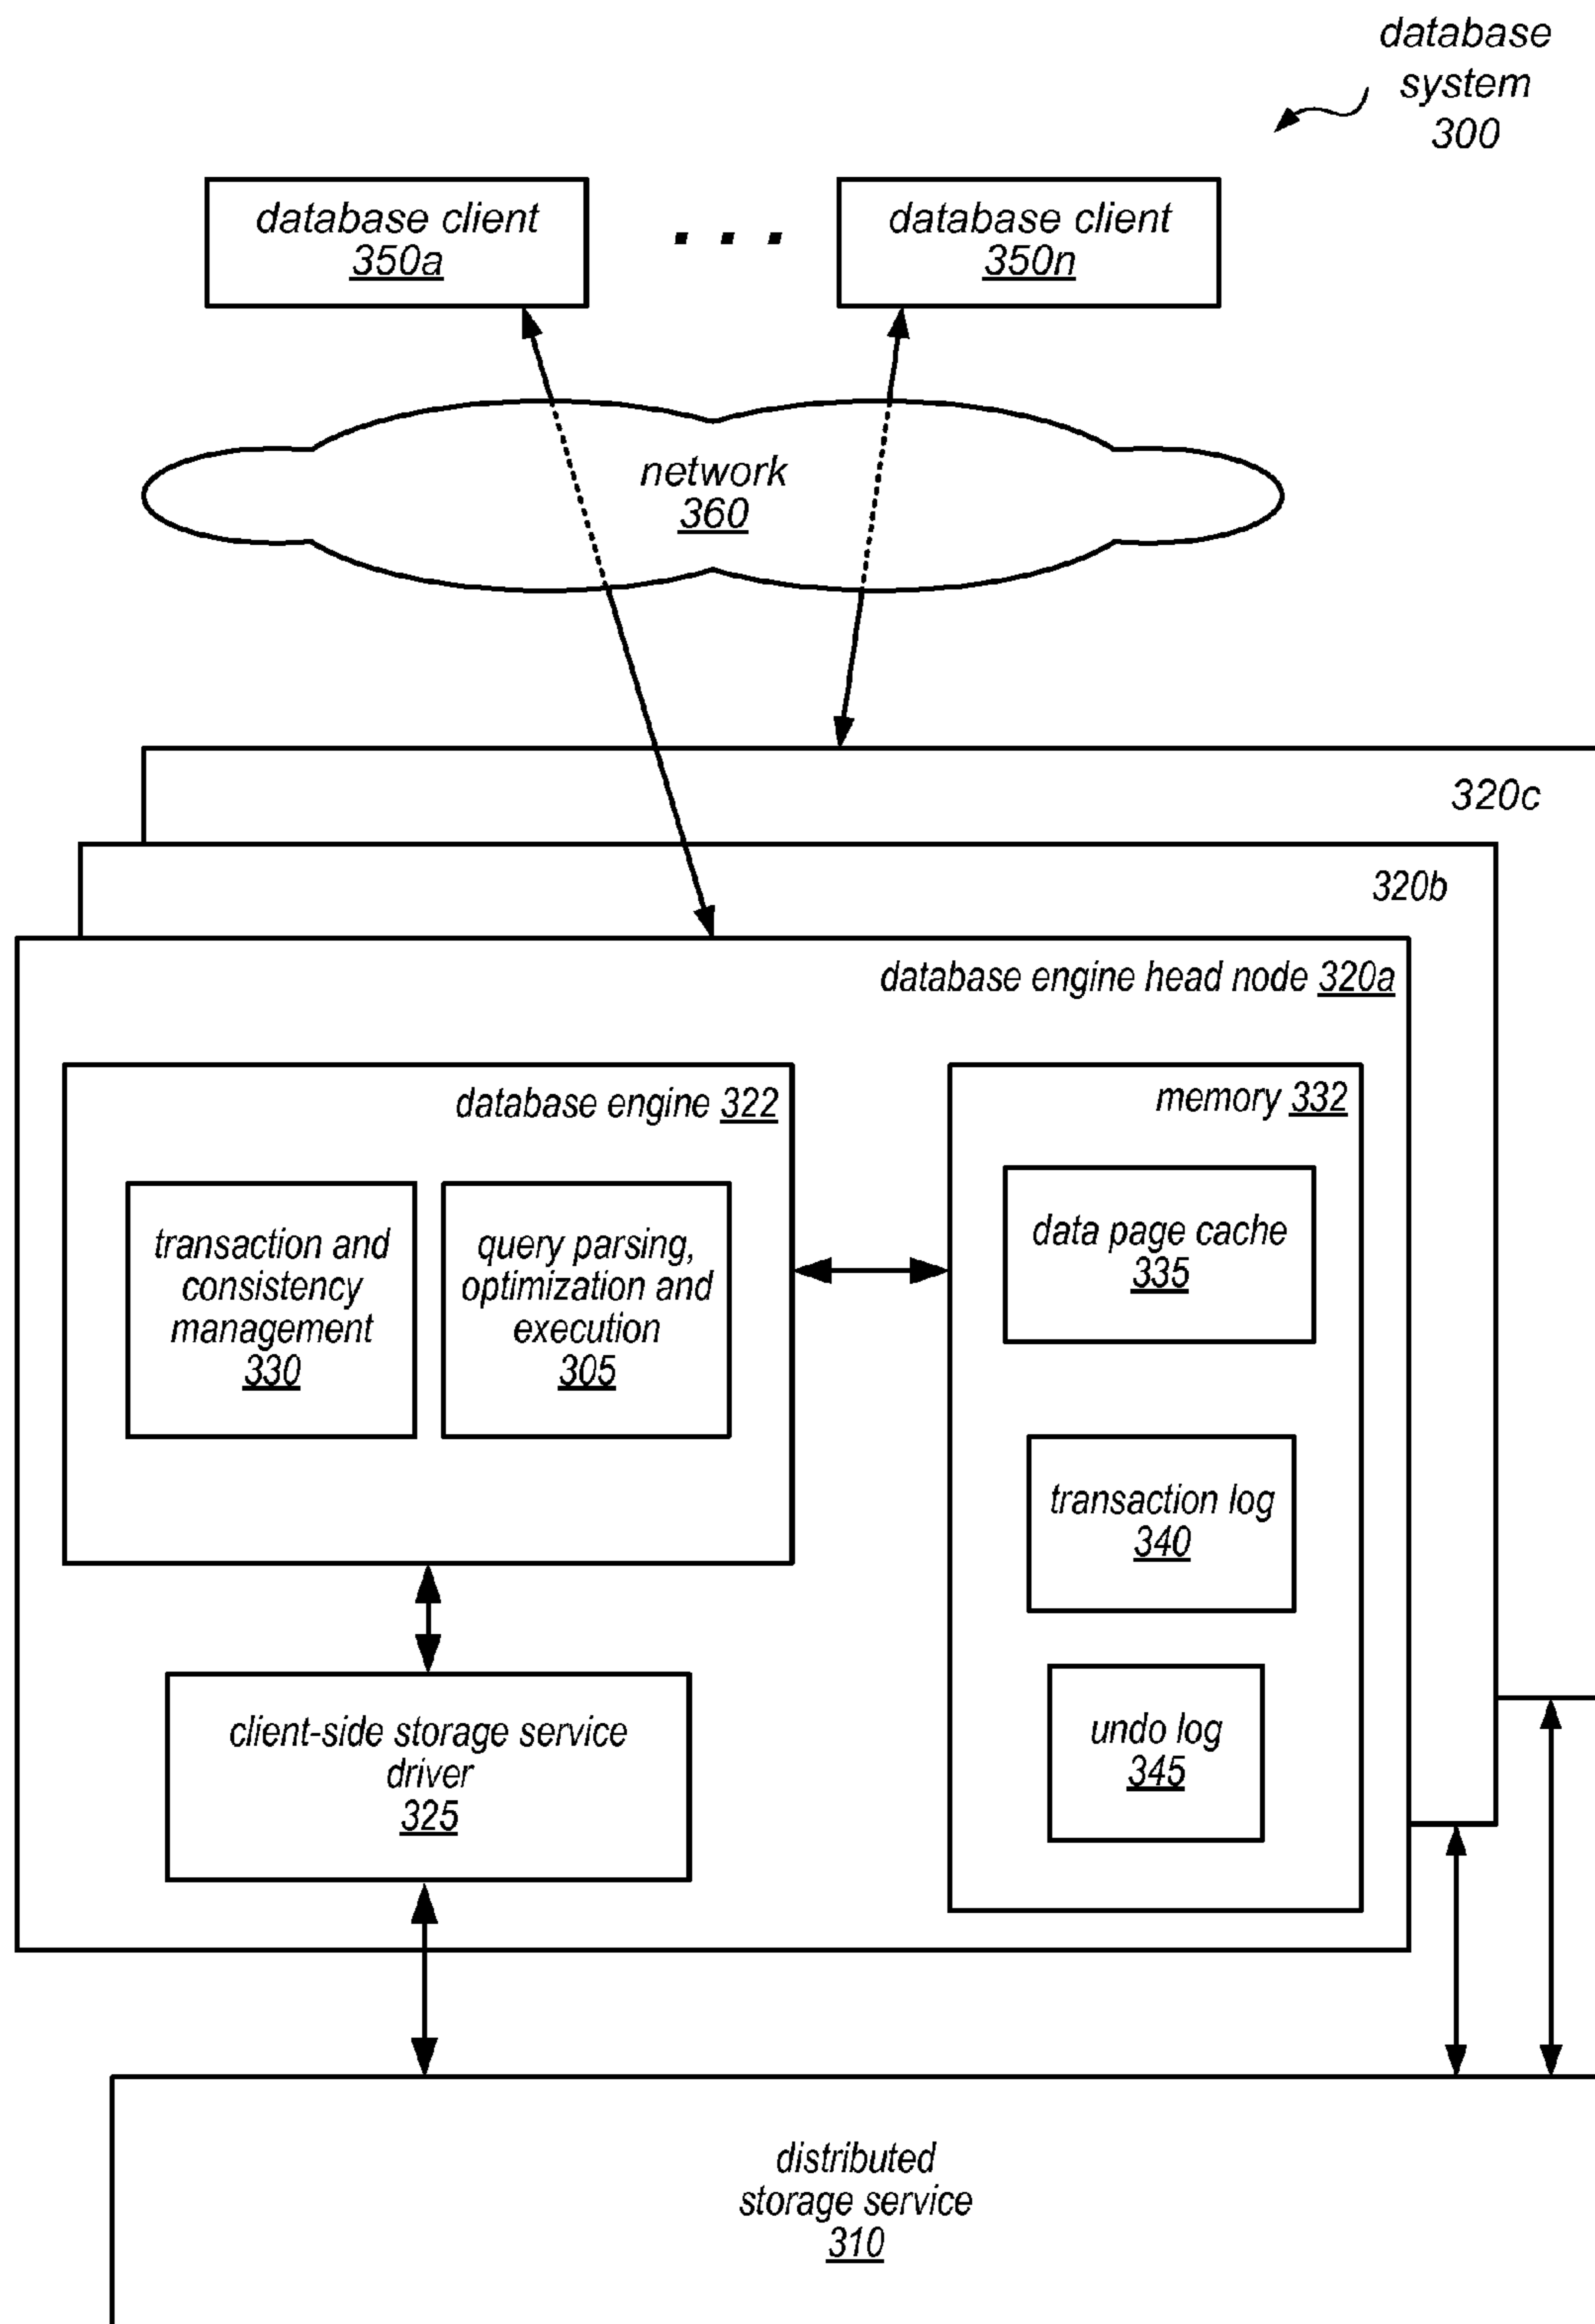 database
system
300
database client
350a
database client
350n
network
360
320c
320b
database engine head node 320a
database engine 322
transaction and
consistency
management
330
query parsing,
optimization and
execution
305
memory 332
data page cache
335
transaction log
340
undo log
345
client-side storage service
driver
325
distributed
storage service
310